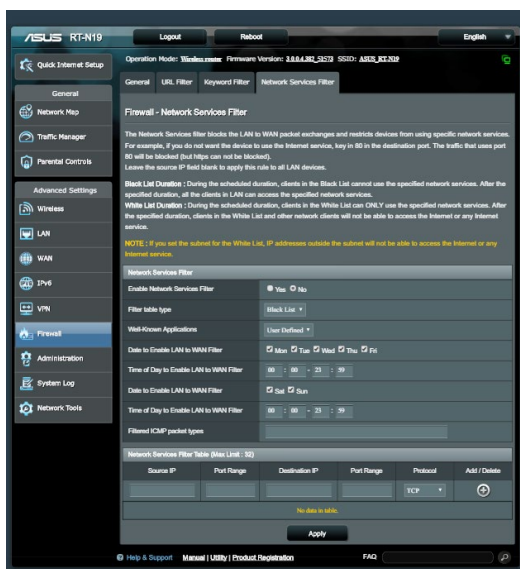 ASUS RT-N19
Logout
Reboot
English
Quick Internet Setup
General
Network Map
Traffic Manager
Parental Controls
Advanced Settings
Wireless
LAN
WAN
IPv6
VPN
Firewall
Administration
System Log
Network Tools
Operation Mode: Wireless router Firmware Version: 3.0.0.4.382_51573 SSID: ASUS_RT-N19
General
URL Filter
Keyword Filter
Network Services Filter
Firewall - Network Services Filter
The Network Services filter blocks the LAN to WAN packet exchanges and restricts devices from using specific network services.
For example, if you do not want the device to use the Internet service, key in 80 in the destination port. The traffic that uses port
80 will be blocked (but https can not be blocked).
Leave the source IP field blank to apply this rule to all LAN devices.
Black List Duration : During the scheduled duration, clients in the Black List cannot use the specified network services. After the
specified duration, all the clients in LAN can access the specified network services.
White List Duration : During the scheduled duration, clients in the White List can ONLY use the specified network services. After
the specified duration, clients in the White List and other network clients will not be able to access the Internet or any Internet
service.
NOTE : If you set the subnet for the White List, IP addresses outside the subnet will not be able to access the Internet or any
Internet service.
Network Services Filter
Enable Network Services Filter
Yes No
Filter table type
Black List
Well-Known Applications
User Defined
Date to Enable LAN to WAN Filter
Mon Tue Wed Thu Fri
Time of Day to Enable LAN to WAN Filter
00 : 00 - 23 : 59
Date to Enable LAN to WAN Filter
Sat Sun
Time of Day to Enable LAN to WAN Filter
00 : 00 - 23 : 59
Filtered ICMP packet types
Network Services Filter Table (Max Limit : 32)
Source IP
Port Range
Destination IP
Port Range
Protocol
Add / Delete
TCP
No data in table.
Apply
Help & Support
Manual | Utility | Product Registration
FAQ